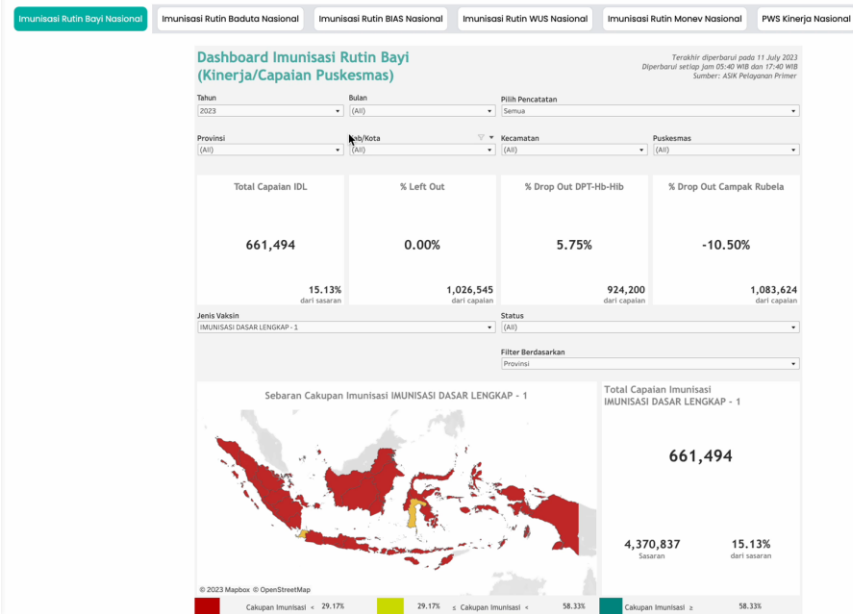 Imunisasi Rutin Bayi Nasional
Imunisasi Rutin Baduta Nasional
Imunisasi Rutin BIAS Nasional
Imunisasi Rutin WUS Nasional
Imunisasi Rutin Monev Nasional
PWS Kinerja Nasional
Dashboard Imunisasi Rutin Bayi
(Kinerja/Capaian Puskesmas)
Terakhir diperbarui pada 11 July 2023
Diperbarui setiap jam 05:40 WIB dan 17:40 WIB
Sumber: ASIK Pelayanan Primer
Tahun
Bulan
Pilih Pencatatan
2023
(All)
Semua
Provinsi
ab/Kota
Kecamatan
Puskesmas
(All)
(All)
(All)
(All)
Total Capaian IDL
% Left Out
% Drop Out DPT-Hb-Hib
% Drop Out Campak Rubela
661,494
0.00%
5.75%
-10.50%
15.13%
1,026,545
924,200
1,083,624
dari sasaran
dari capaian
dari capaian
dari capaian
Jenis Vaksin
Status
IMUNISASI DASAR LENGKAP - 1
(All)
Filter Berdasarkan
Provinsi
Sebaran Cakupan Imunisasi IMUNISASI DASAR LENGKAP - 1
Total Capaian Imunisasi
IMUNISASI DASAR LENGKAP - 1
661,494
4,370,837
15.13%
Sasaran
dari sasaran
© 2023 Mapbox © OpenStreetMap
Cakupan Imunisasi < 29.17%
29.17% ≤ Cakupan Imunisasi < 58.33%
Cakupan Imunisasi ≥ 58.33%